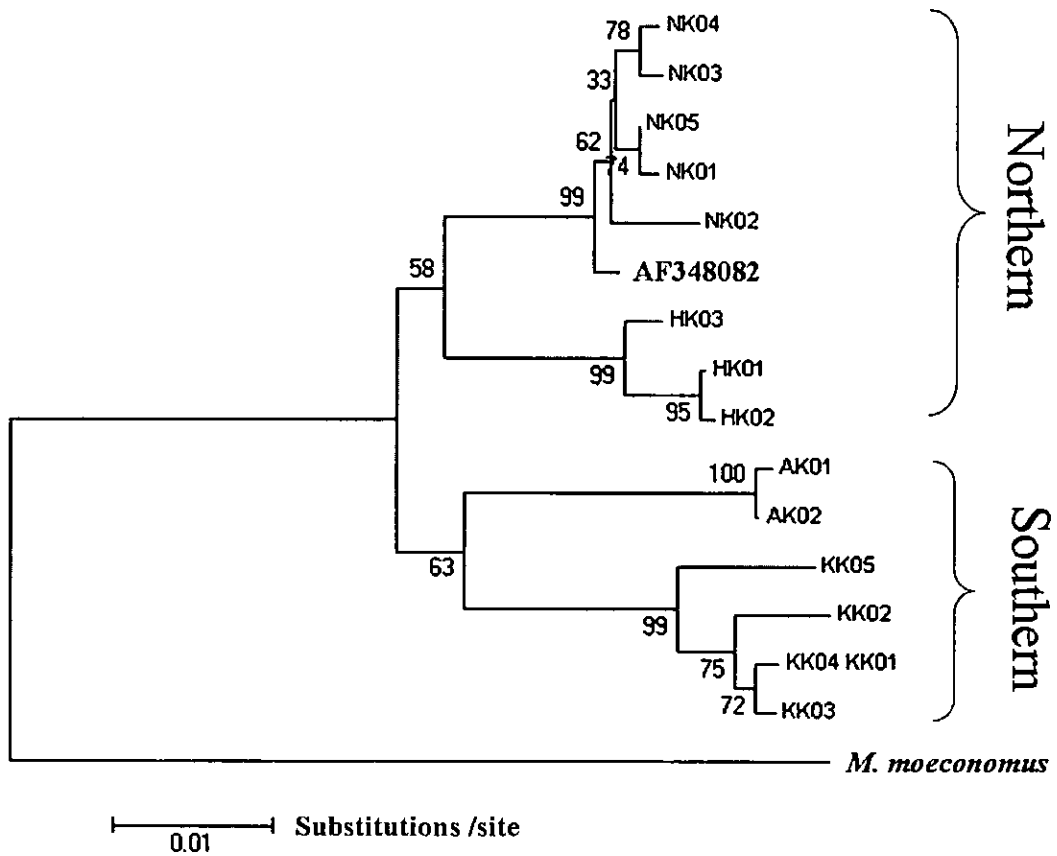 78
NK04
NK03
33
NK05
62
74
NK01
99
NK02
AF348082
58
HK03
99
HK01
95
HK02
Northern
100
AK01
AK02
63
KK05
99
KK02
75
KK04 KK01
72
KK03
Southern
M. moeconomus
0.01
Substitutions /site